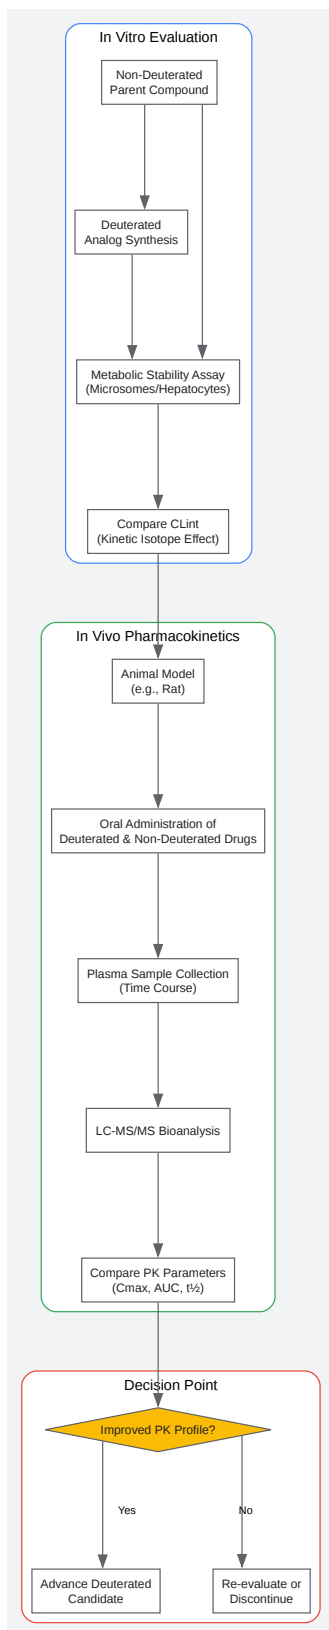 In Vitro Evaluation
Non-Deuterated
Parent Compound
Deuterated
Analog Synthesis
Metabolic Stability Assay
(Microsomes/Hepatocytes)
Compare CLint
(Kinetic Isotope Effect)
In Vivo Pharmacokinetics
Animal Model
(e.g., Rat)
Oral Administration of
Deuterated & Non-Deuterated Drugs
Plasma Sample Collection
(Time Course)
LC-MS/MS Bioanalysis
Compare PK Parameters
(Cmax, AUC, t½)
Decision Point
Improved PK Profile?
Yes
No
Advance Deuterated
Candidate
Re-evaluate or
Discontinue